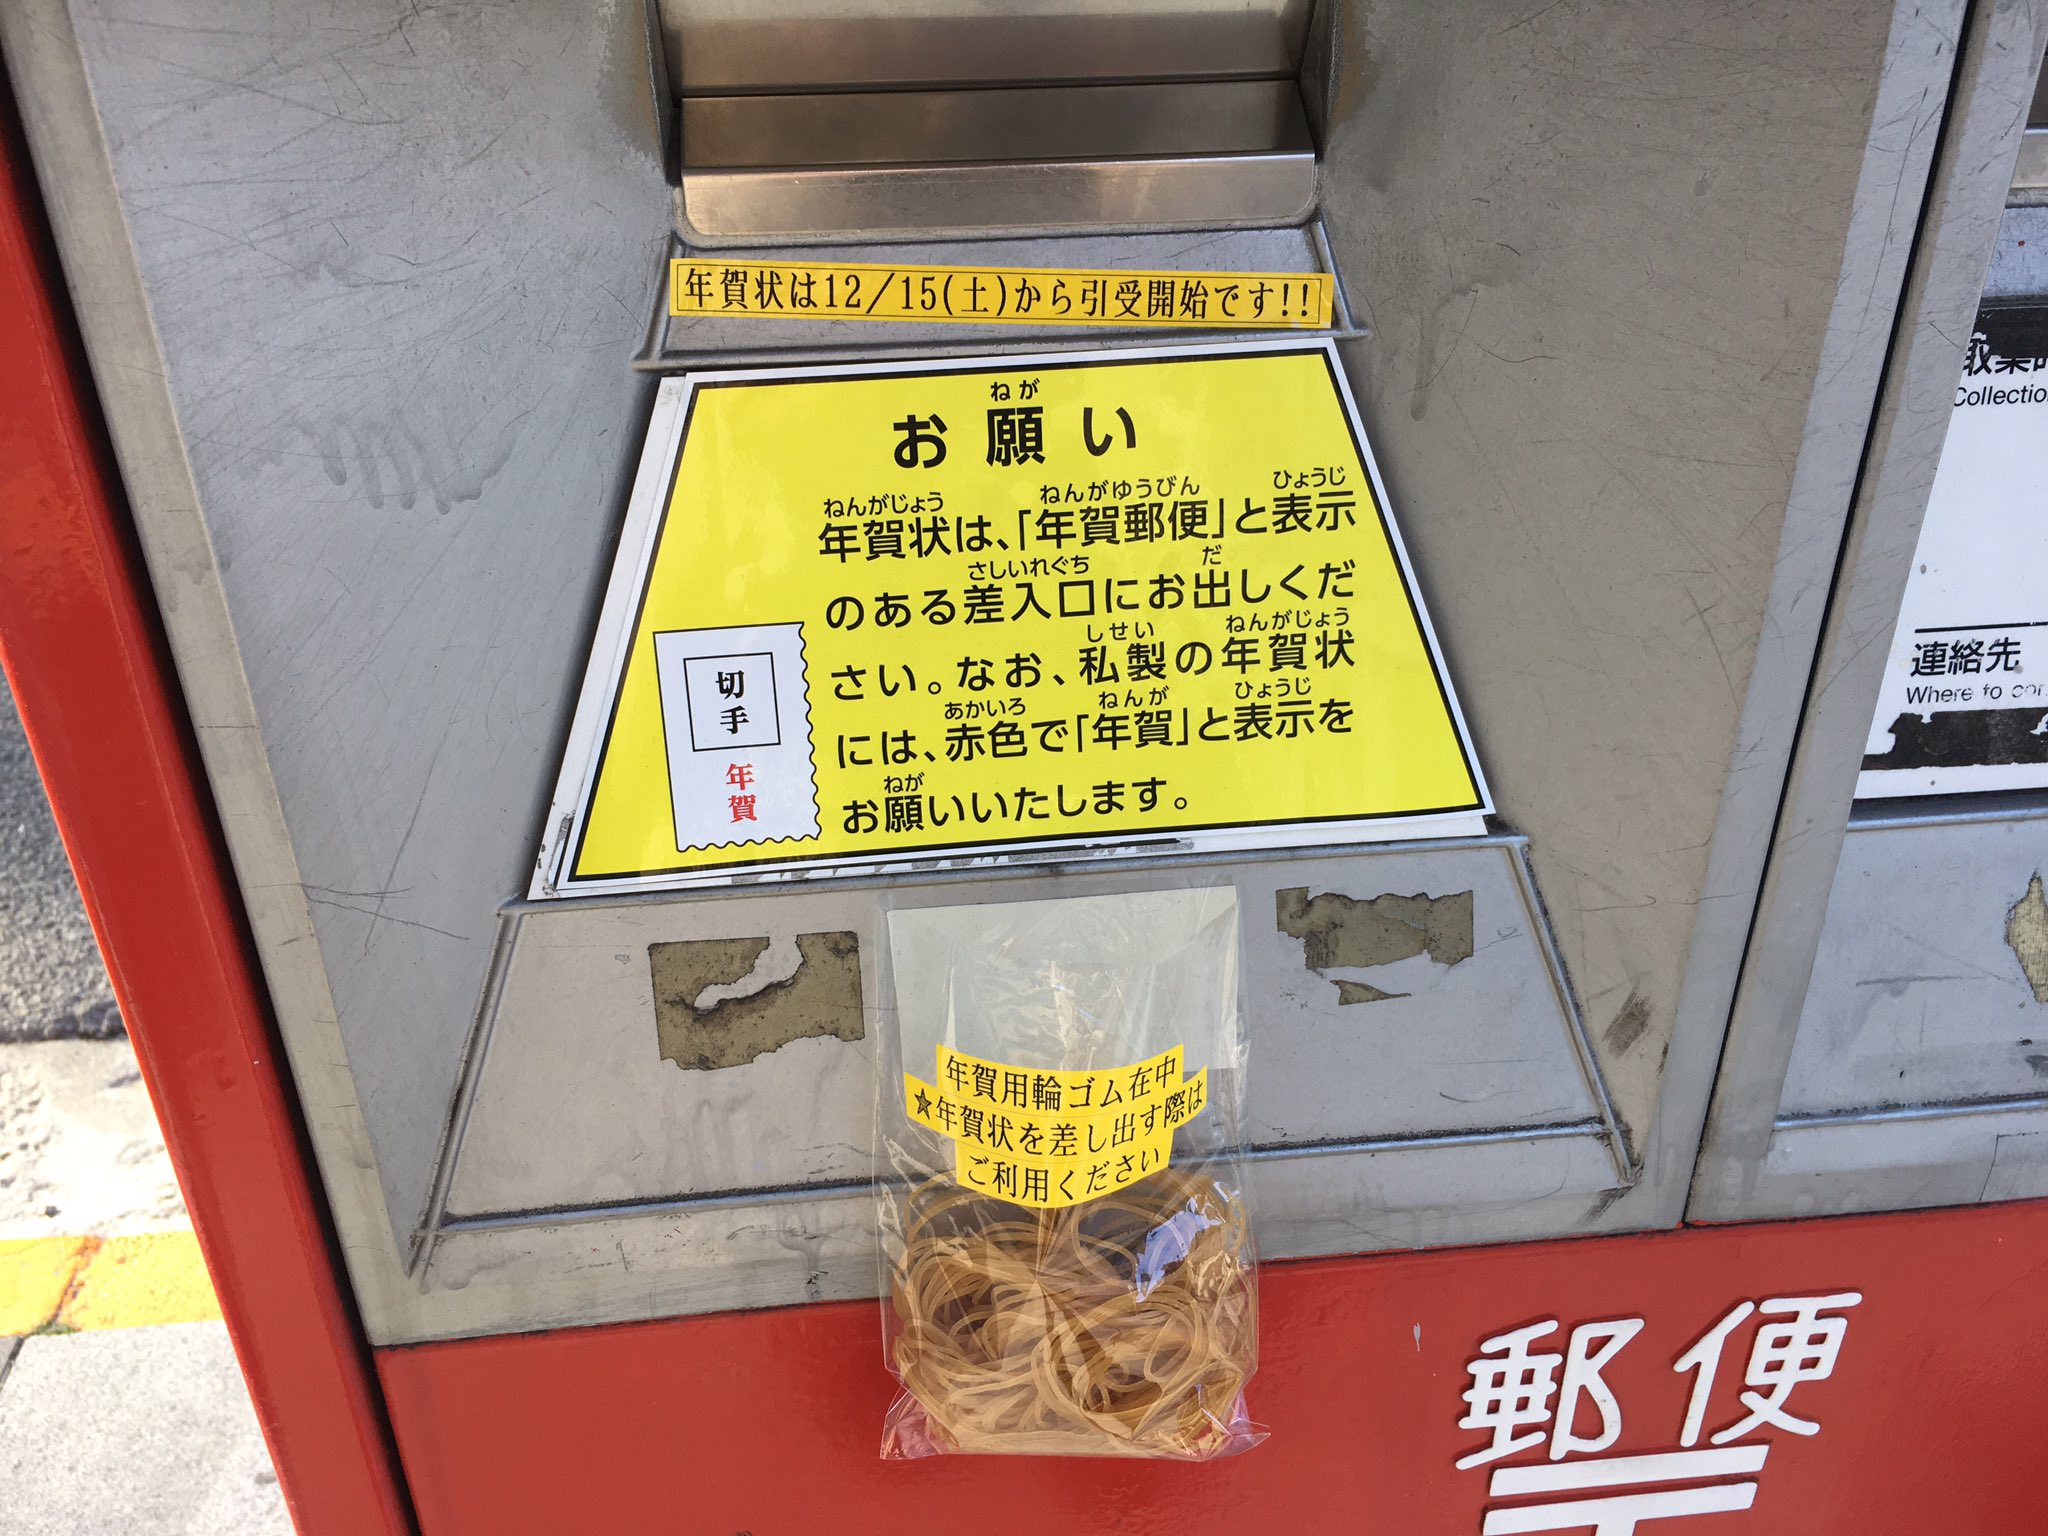 年賀状は12/15(土)から引受開始です!!
ねが
お願い
ねんがじょう ねんがゆうびん ひょうじ
年賀状は、「年賀郵便」と表示
さしいれぐち だ
のある差入口にお出しくだ
しせい ねんがじょう
さい。なお、私製の年賀状
あかいろ ねんが ひょうじ
には、赤色で「年賀」と表示を
ねが
お願いいたします。
切手
年賀
年賀用輪ゴム在中
★年賀状を差し出す際は
ご利用ください
Collectio
連絡先
Where to
郵便
〒